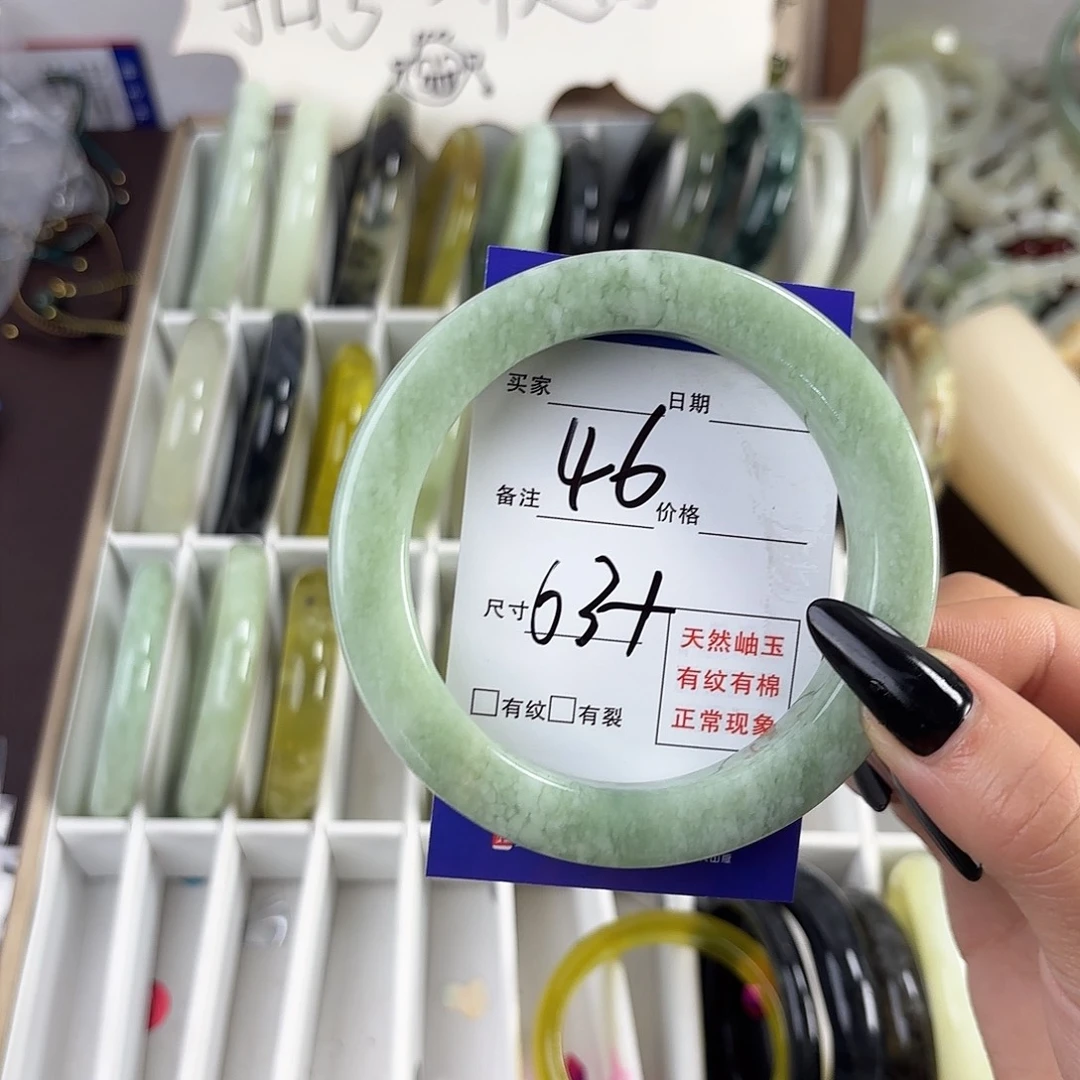 买家 日期
46
备注 价格
63+
尺寸
天然岫玉
有纹有棉
正常现象
□有纹□有裂